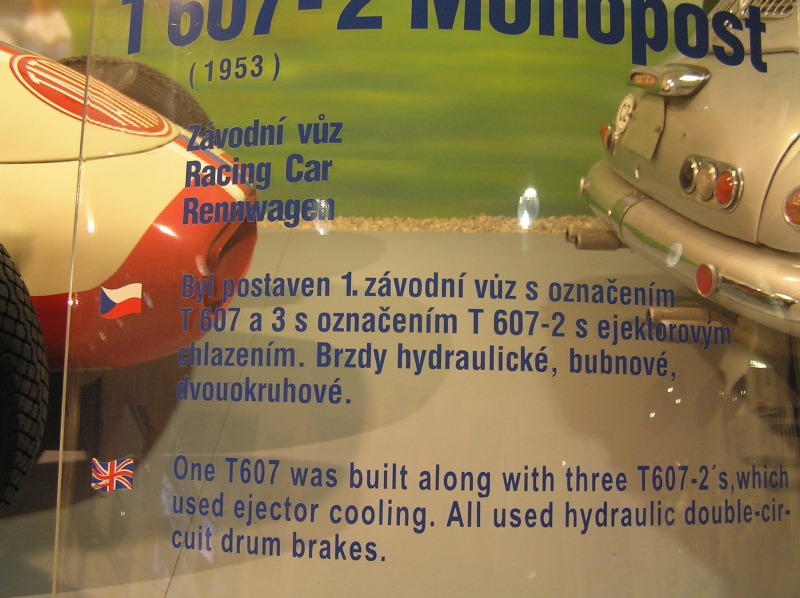 T 607-2 Monopost
(1953)
Závodní vůz
Racing Car
Rennwagen
Byl postaven 1. závodní vůz s označením
T 607 a 3 s označením T 607-2 s ejektorovým
chlazením. Brzdy hydraulické, bubnové,
dvouokruhové.
One T607 was built along with three T607-2´s,which
used ejector cooling. All used hydraulic double-cir-
cuit drum brakes.